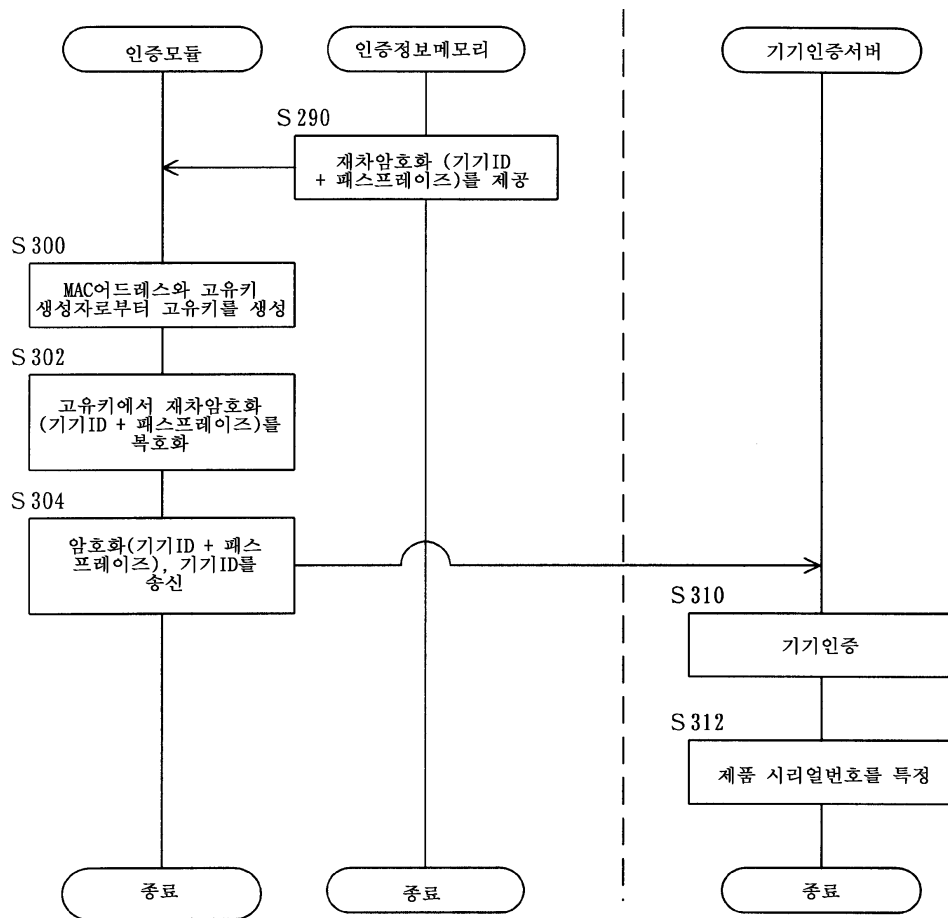 인증모듈
인증정보메모리
기기인증서버
S290
재차암호화 (기기ID
+ 패스프레이즈)를 제공
S300
MAC어드레스와 고유키
생성자로부터 고유키를 생성
S302
고유키에서 재차암호화
(기기ID + 패스프레이즈)를
복호화
S304
암호화(기기ID + 패스
프레이즈), 기기ID를
송신
S310
기기인증
S312
제품 시리얼번호를 특정
종료
종료
종료